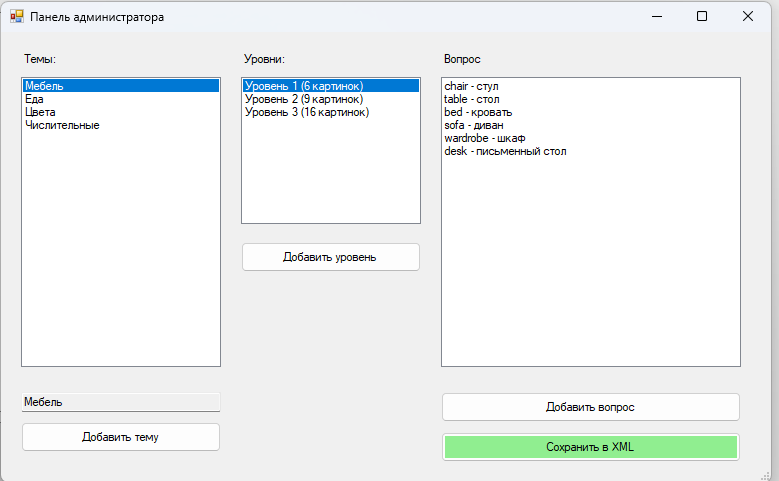 Панель администратора
Темы:
Мебель
Еда
Цвета
Числительные
Мебель
Добавить тему
Уровни:
Уровень 1 (6 картинок)
Уровень 2 (9 картинок)
Уровень 3 (16 картинок)
Добавить уровень
Вопрос
chair - стул
table - стол
bed - кровать
sofa - диван
wardrobe - шкаф
desk - письменный стол
Добавить вопрос
Сохранить в XML